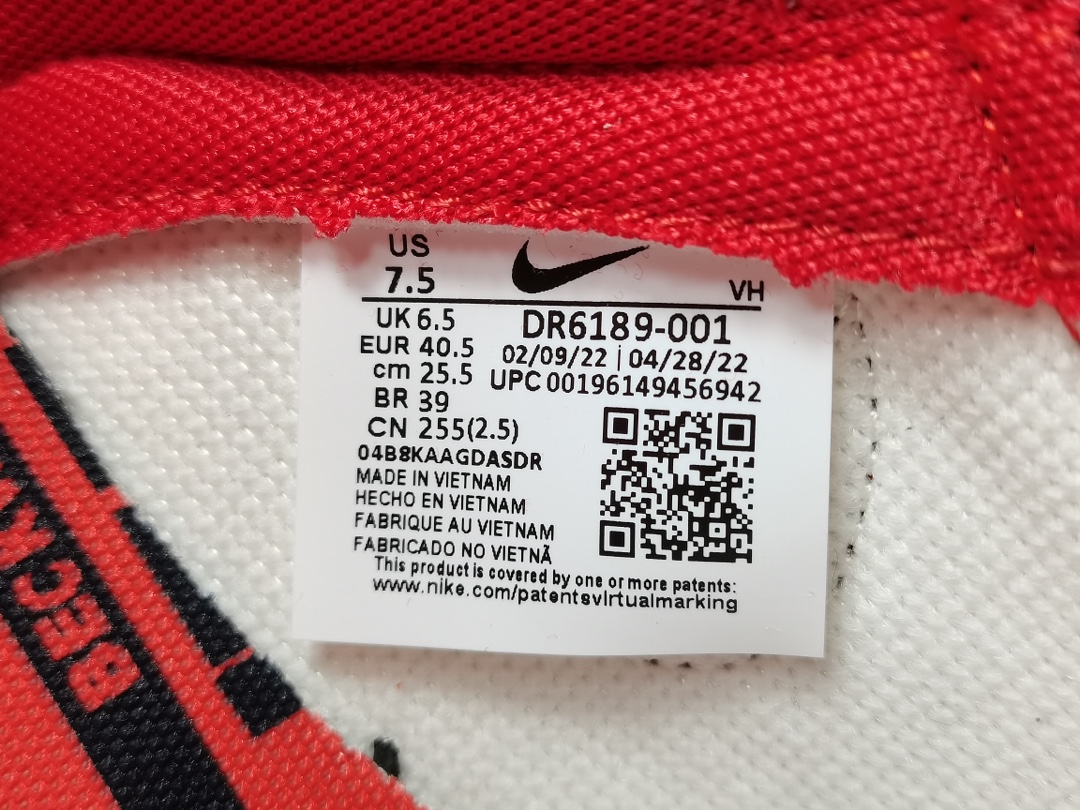 US
7.5
VH
UK 6.5
EUR 40.5
cm 25.5
BR 39
CN 255(2.5)
DR6189-001
02/09/22 | 04/28/22
UPC 00196149456942
04B8KAAGDASDR
MADE IN VIETNAM
HECHO EN VIETNAM
FABRIQUE AU VIETNAM
FABRICADO NO VIETNÃ
This product is covered by one or more patents:
www.nike.com/patentsvlrtualmarking